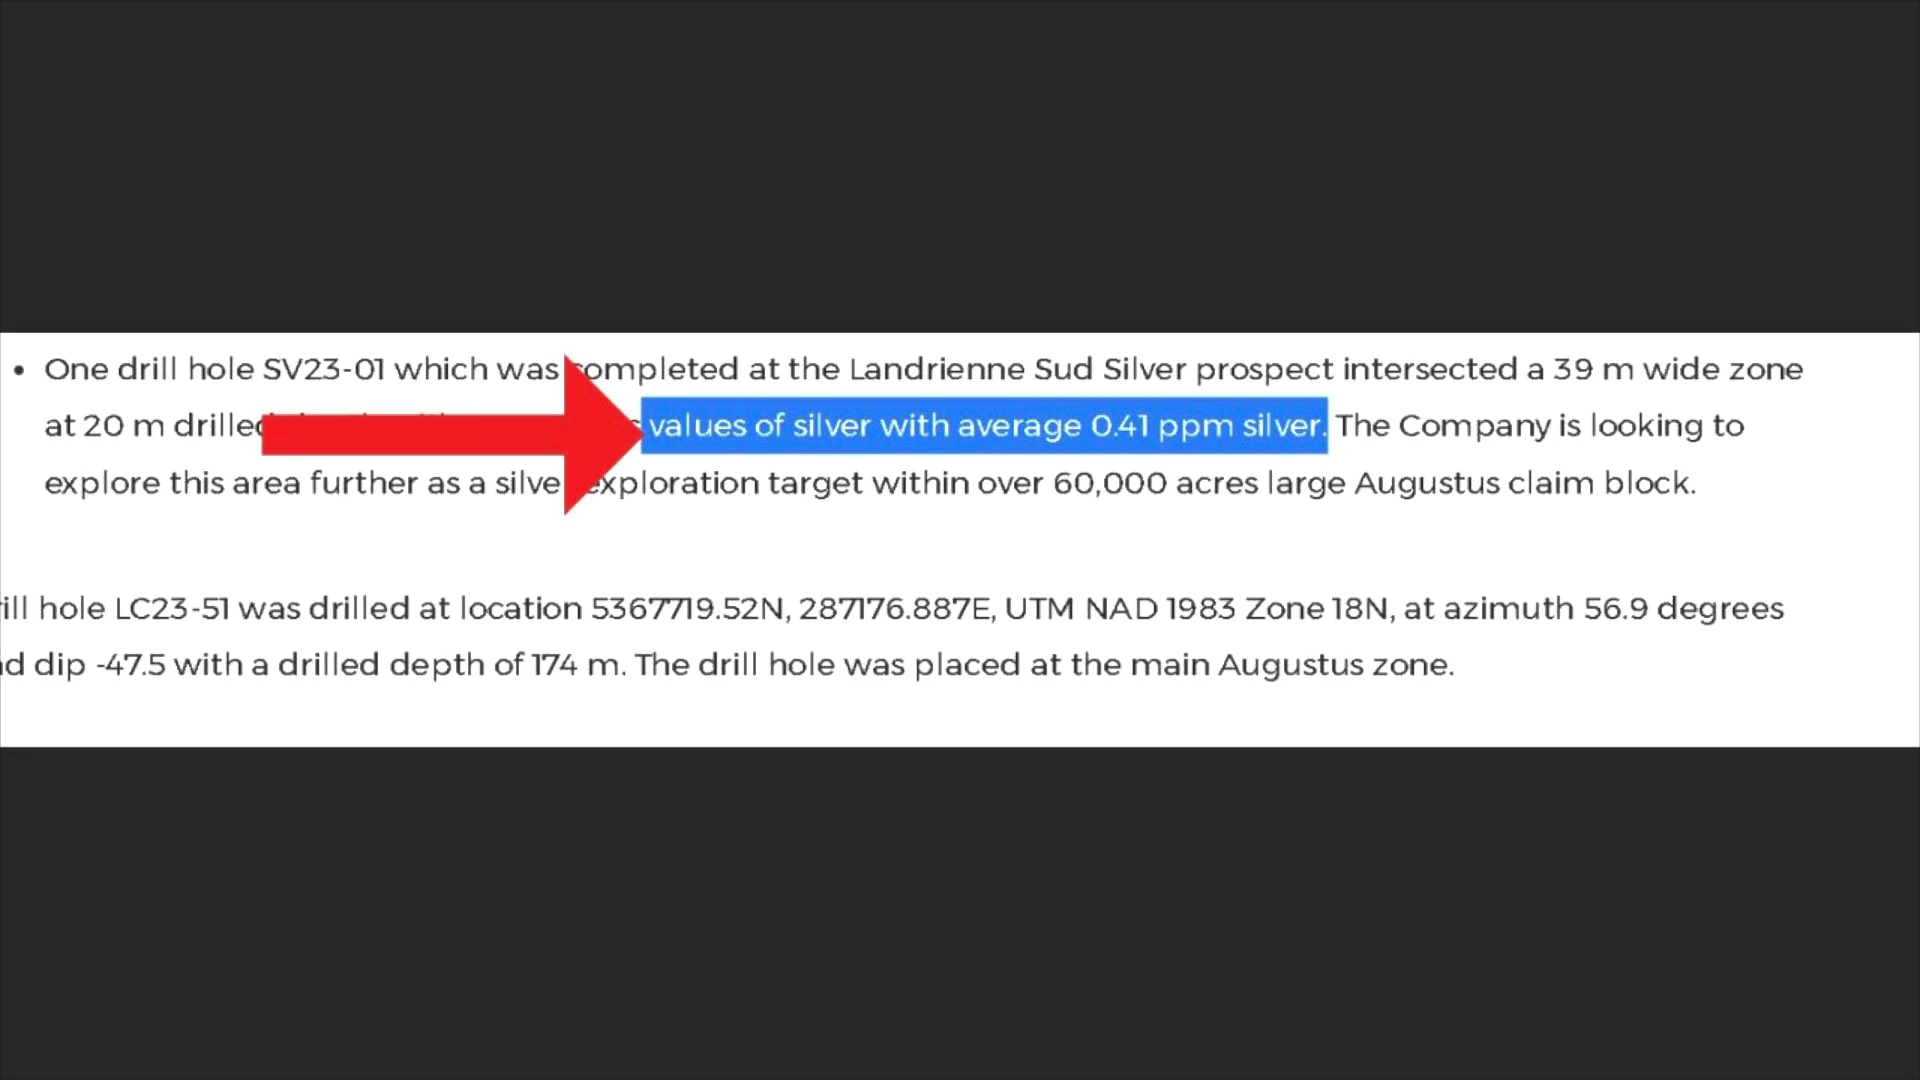 • One drill hole SV23-01 which was completed at the Landrienne Sud Silver prospect intersected a 39 m wide zone
at 20 m drilled values of silver with average 0.41 ppm silver. The Company is looking to
explore this area further as a silver exploration target within over 60,000 acres large Augustus claim block.
ill hole LC23-51 was drilled at location 5367719.52N, 287176.887E, UTM NAD 1983 Zone 18N, at azimuth 56.9 degrees
d dip -47.5 with a drilled depth of 174 m. The drill hole was placed at the main Augustus zone.